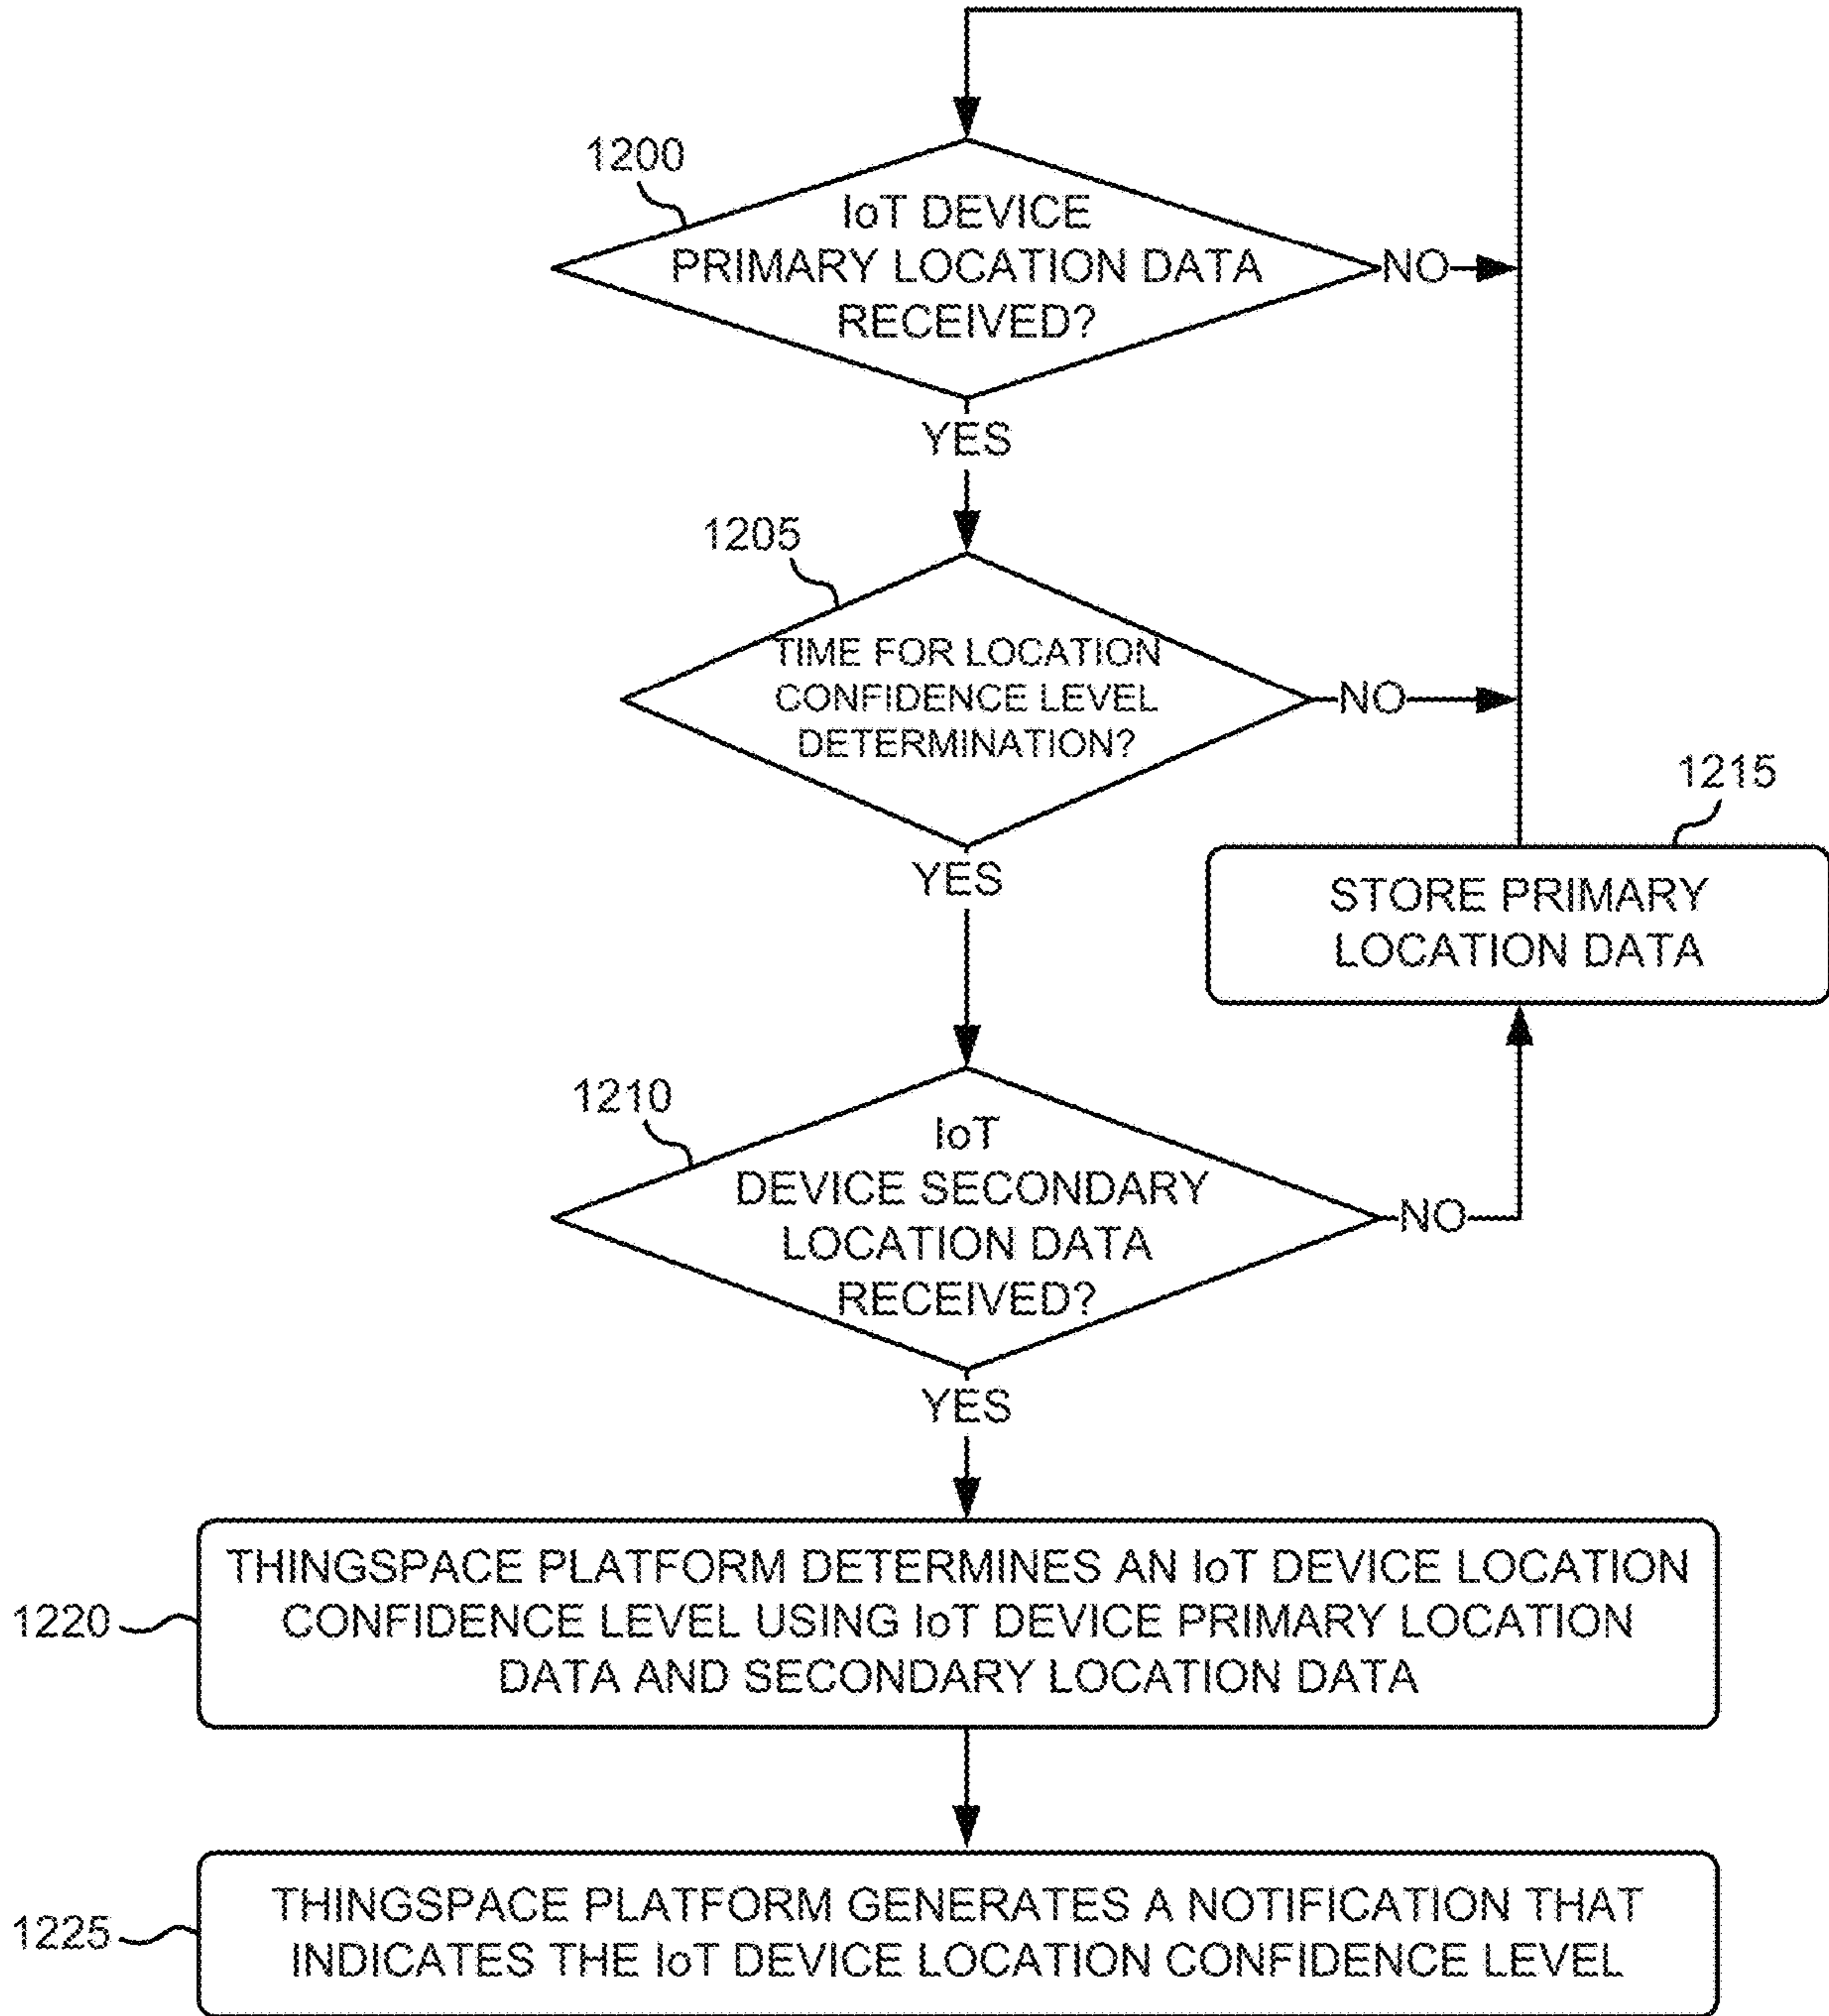 1200
IoT DEVICE
PRIMARY LOCATION DATA
RECEIVED?
NO
YES
1205
TIME FOR LOCATION
CONFIDENCE LEVEL
DETERMINATION?
NO
YES
1215
STORE PRIMARY
LOCATION DATA
1210
IoT
DEVICE SECONDARY
LOCATION DATA
RECEIVED?
NO
YES
1220
THINGSPACE PLATFORM DETERMINES AN IoT DEVICE LOCATION
CONFIDENCE LEVEL USING IoT DEVICE PRIMARY LOCATION
DATA AND SECONDARY LOCATION DATA
1225
THINGSPACE PLATFORM GENERATES A NOTIFICATION THAT
INDICATES THE IoT DEVICE LOCATION CONFIDENCE LEVEL